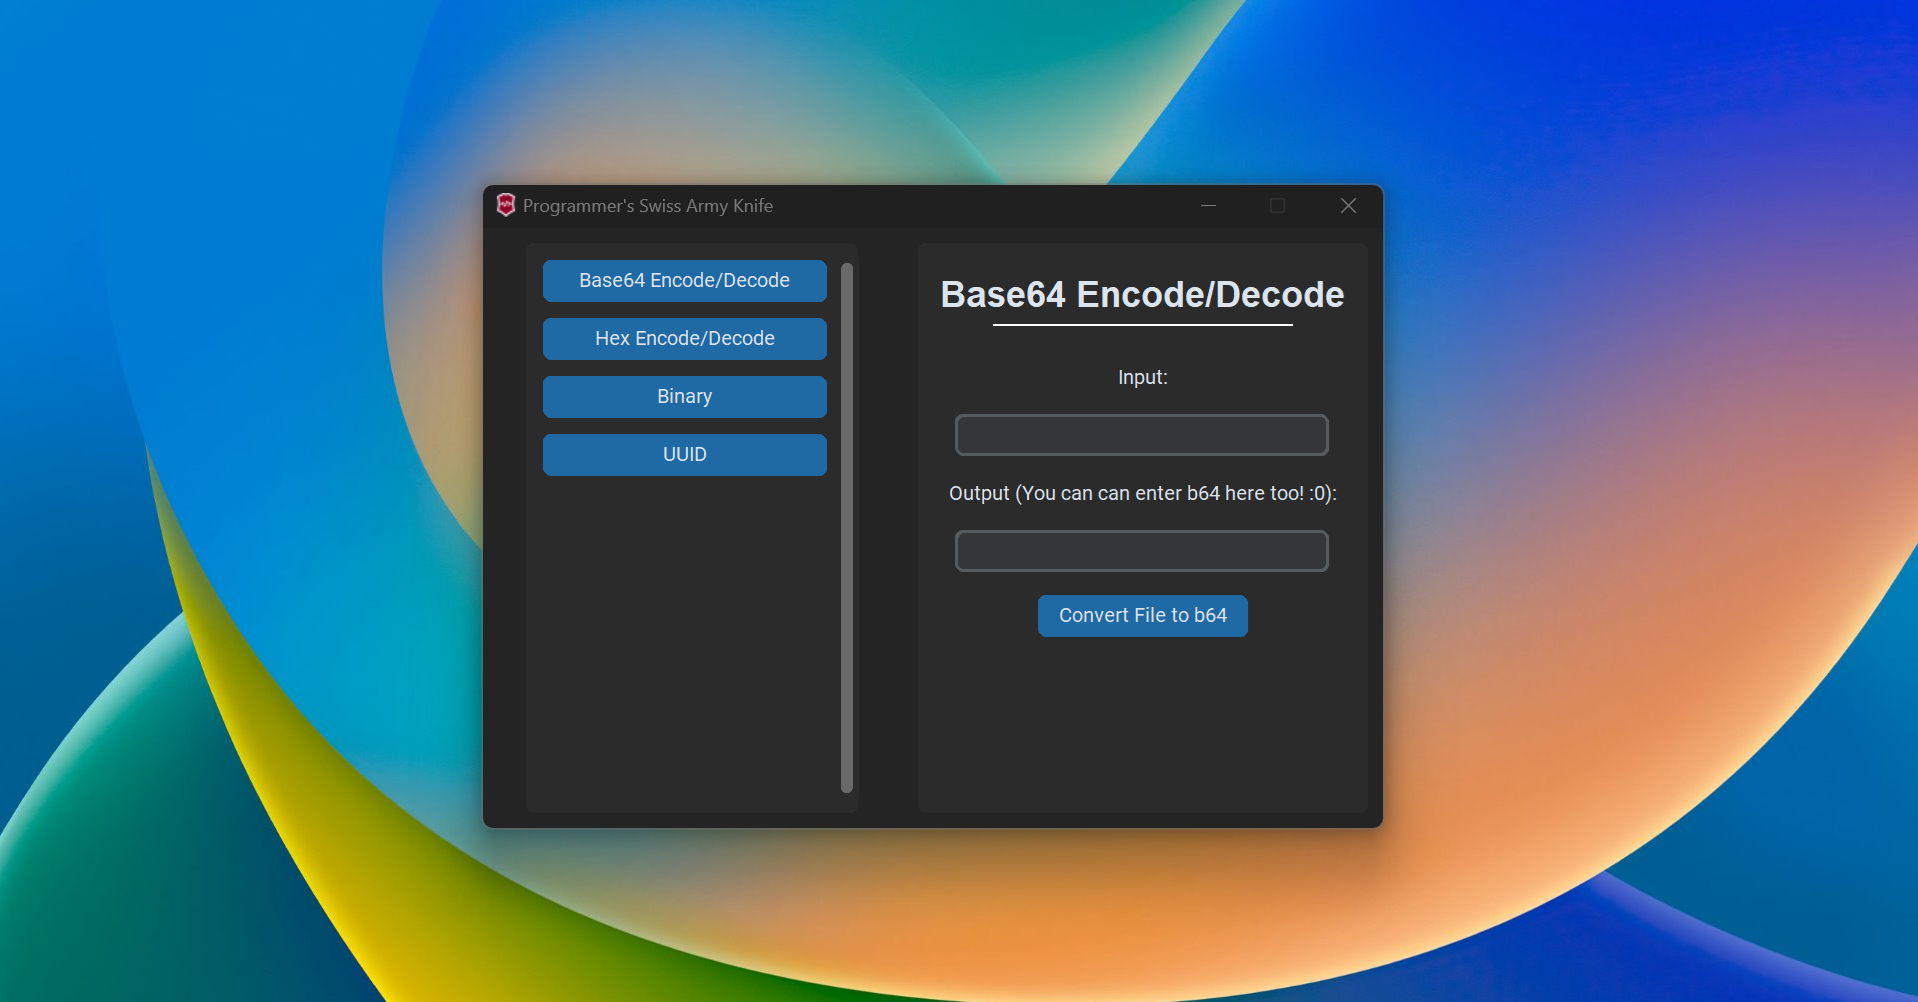 Programmer's Swiss Army Knife
Base64 Encode/Decode
Hex Encode/Decode
Binary
UUID
Base64 Encode/Decode
Input:
Output (You can can enter b64 here too! :0):
Convert File to b64